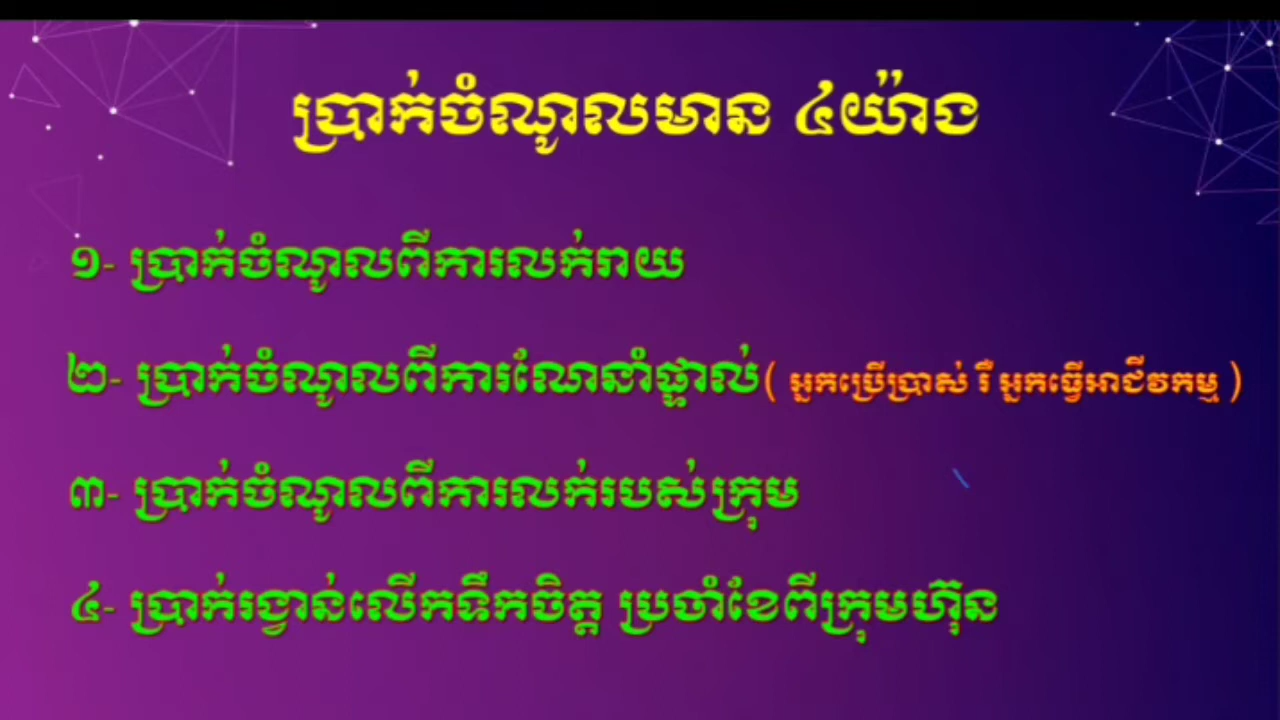 ប្រាក់ចំណូលមាន ៤យ៉ាង
១- ប្រាក់ចំណូលពីការលក់រាយ
២- ប្រាក់ចំណូលពីការណែនាំផ្ទាល់( អ្នកប្រើប្រាស់ រឺ អ្នកធ្វើអាជីវកម្ម )
៣- ប្រាក់ចំណូលពីការលក់របស់ក្រុម
៤- ប្រាក់រង្វាន់លើកទឹកចិត្ត ប្រចាំខែពីក្រុមហ៊ុន